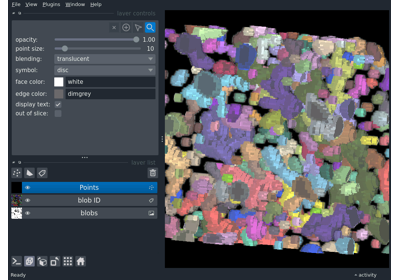 File View Plugins Window Help
layer controls
opacity: 1.00
point size: 10
blending: translucent
symbol: disc
face color: white
edge color: dimgrey
display text:
out of slice:
layer list
Points
blob ID
blobs
Ready
activity